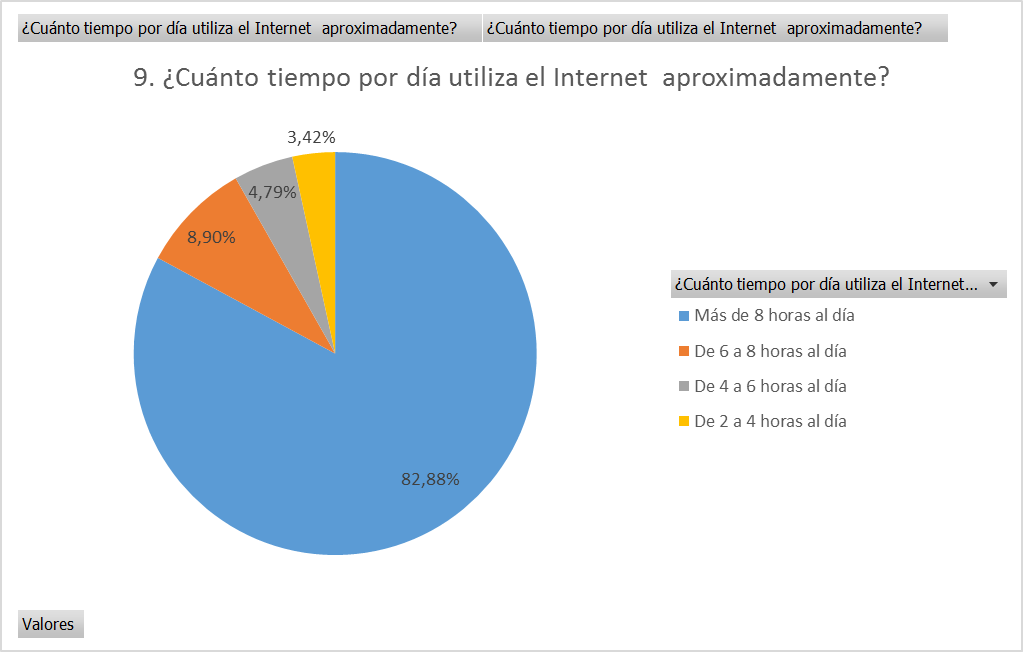 ¿Cuánto tiempo por día utiliza el Internet  aproximadamente? ¿Cuánto tiempo por día utiliza el Internet  aproximadamente?
9. ¿Cuánto tiempo por día utiliza el Internet  aproximadamente?
3,42%
4,79%
8,90%
82,88%
¿Cuánto tiempo por día utiliza el Internet...
Más de 8 horas al día
De 6 a 8 horas al día
De 4 a 6 horas al día
De 2 a 4 horas al día
Valores